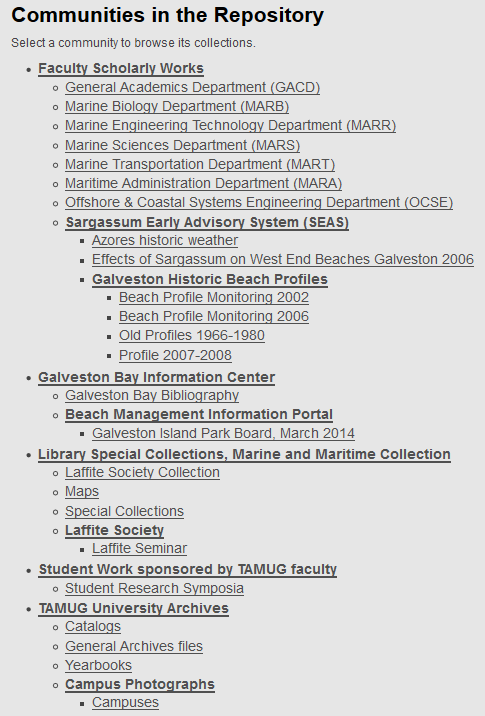 Communities in the Repository
Select a community to browse its collections.
Faculty Scholarly Works
General Academics Department (GACD)
Marine Biology Department (MARB)
Marine Engineering Technology Department (MARR)
Marine Sciences Department (MARS)
Marine Transportation Department (MART)
Maritime Administration Department (MARA)
Offshore & Coastal Systems Engineering Department (OCSE)
Sargassum Early Advisory System (SEAS)
Azores historic weather
Effects of Sargassum on West End Beaches Galveston 2006
Galveston Historic Beach Profiles
Beach Profile Monitoring 2002
Beach Profile Monitoring 2006
Old Profiles 1966-1980
Profile 2007-2008
Galveston Bay Information Center
Galveston Bay Bibliography
Beach Management Information Portal
Galveston Island Park Board, March 2014
Library Special Collections, Marine and Maritime Collection
Laffite Society Collection
Maps
Special Collections
Laffite Society
Laffite Seminar
Student Work sponsored by TAMUG faculty
Student Research Symposia
TAMUG University Archives
Catalogs
General Archives files
Yearbooks
Campus Photographs
Campuses